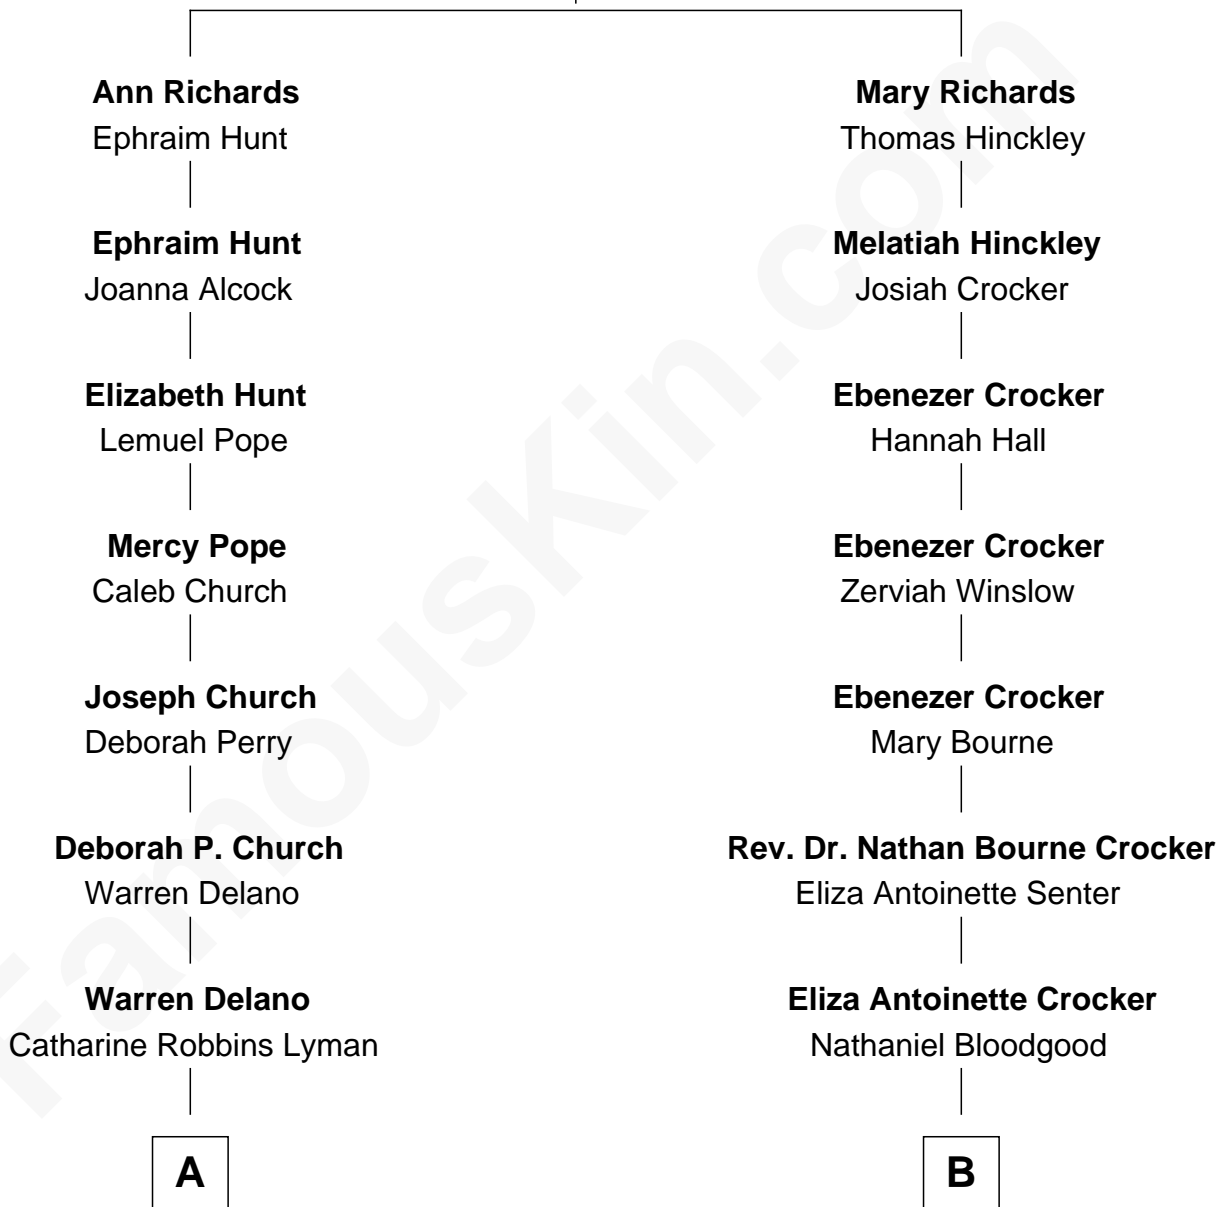 Ann Richards
Ephraim Hunt
Ephraim Hunt
Joanna Alcock
Elizabeth Hunt
Lemuel Pope
Mercy Pope
Caleb Church
Joseph Church
Deborah Perry
Deborah P. Church
Warren Delano
Warren Delano
Catharine Robbins Lyman
A
Mary Richards
Thomas Hinckley
Melatiah Hinckley
Josiah Crocker
Ebenezer Crocker
Hannah Hall
Ebenezer Crocker
Zerviah Winslow
Ebenezer Crocker
Mary Bourne
Rev. Dr. Nathan Bourne Crocker
Eliza Antoinette Senter
Eliza Antoinette Crocker
Nathaniel Bloodgood
B
FamousKin.com